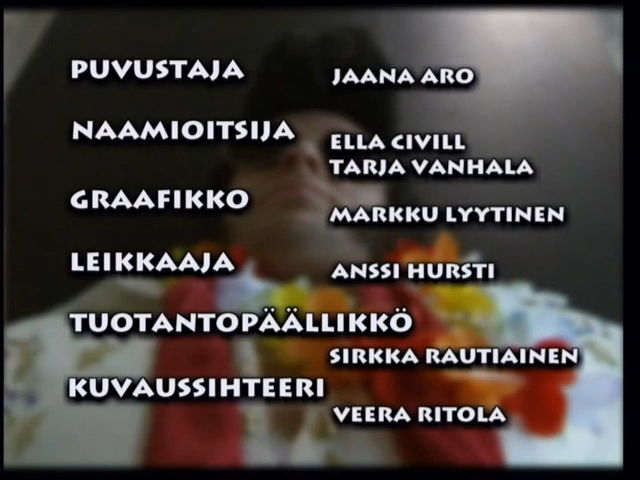 PUVUSTAJA
JAANA ARO
NAAMIOITSIJA
ELLA CIVILL
TARJA VANHALA
GRAAFIKKO
MARKKU LYYTINEN
LEIKKAAJA
ANSSI HURSTI
TUOTANTOPÄÄLLIKKÖ
SIRKKA RAUTIAINEN
KUVAUSSIHTEERI
VEERA RITOLA